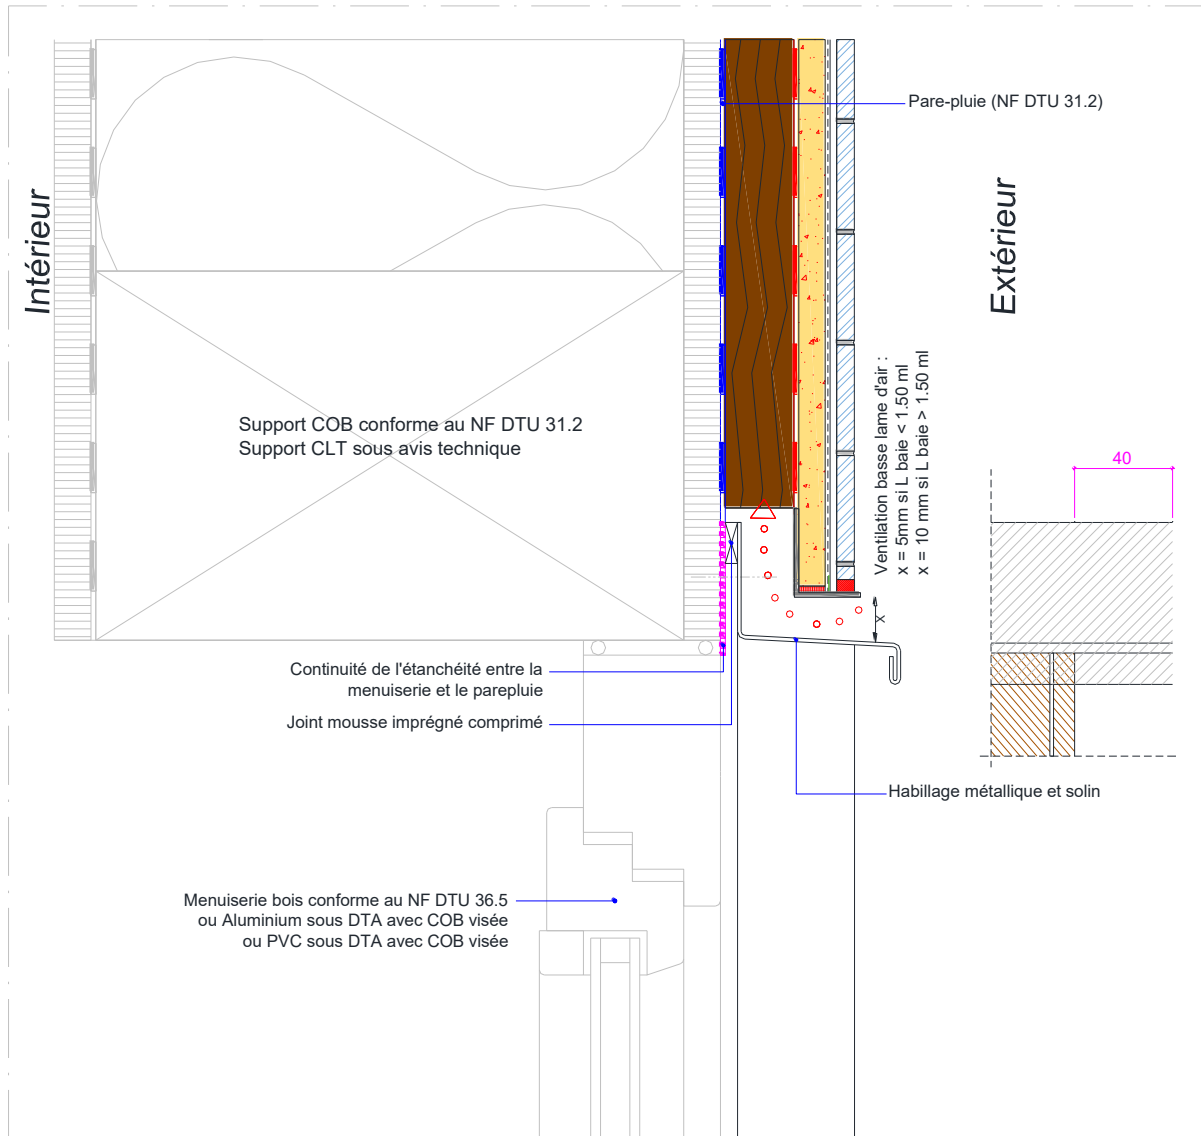 Pare-pluie (NF DTU 31.2)
Intérieur
Extérieur
Support COB conforme au NF DTU 31.2
Support CLT sous avis technique
Ventilation basse lame d'air :
x = 5mm si L baie < 1.50 ml
x = 10 mm si L baie > 1.50 ml
40
x
Continuité de l'étanchéité entre la
menuiserie et le parepluie
Joint mousse imprégné comprimé
Habillage métallique et solin
Menuiserie bois conforme au NF DTU 36.5
ou Aluminium sous DTA avec COB visée
ou PVC sous DTA avec COB visée